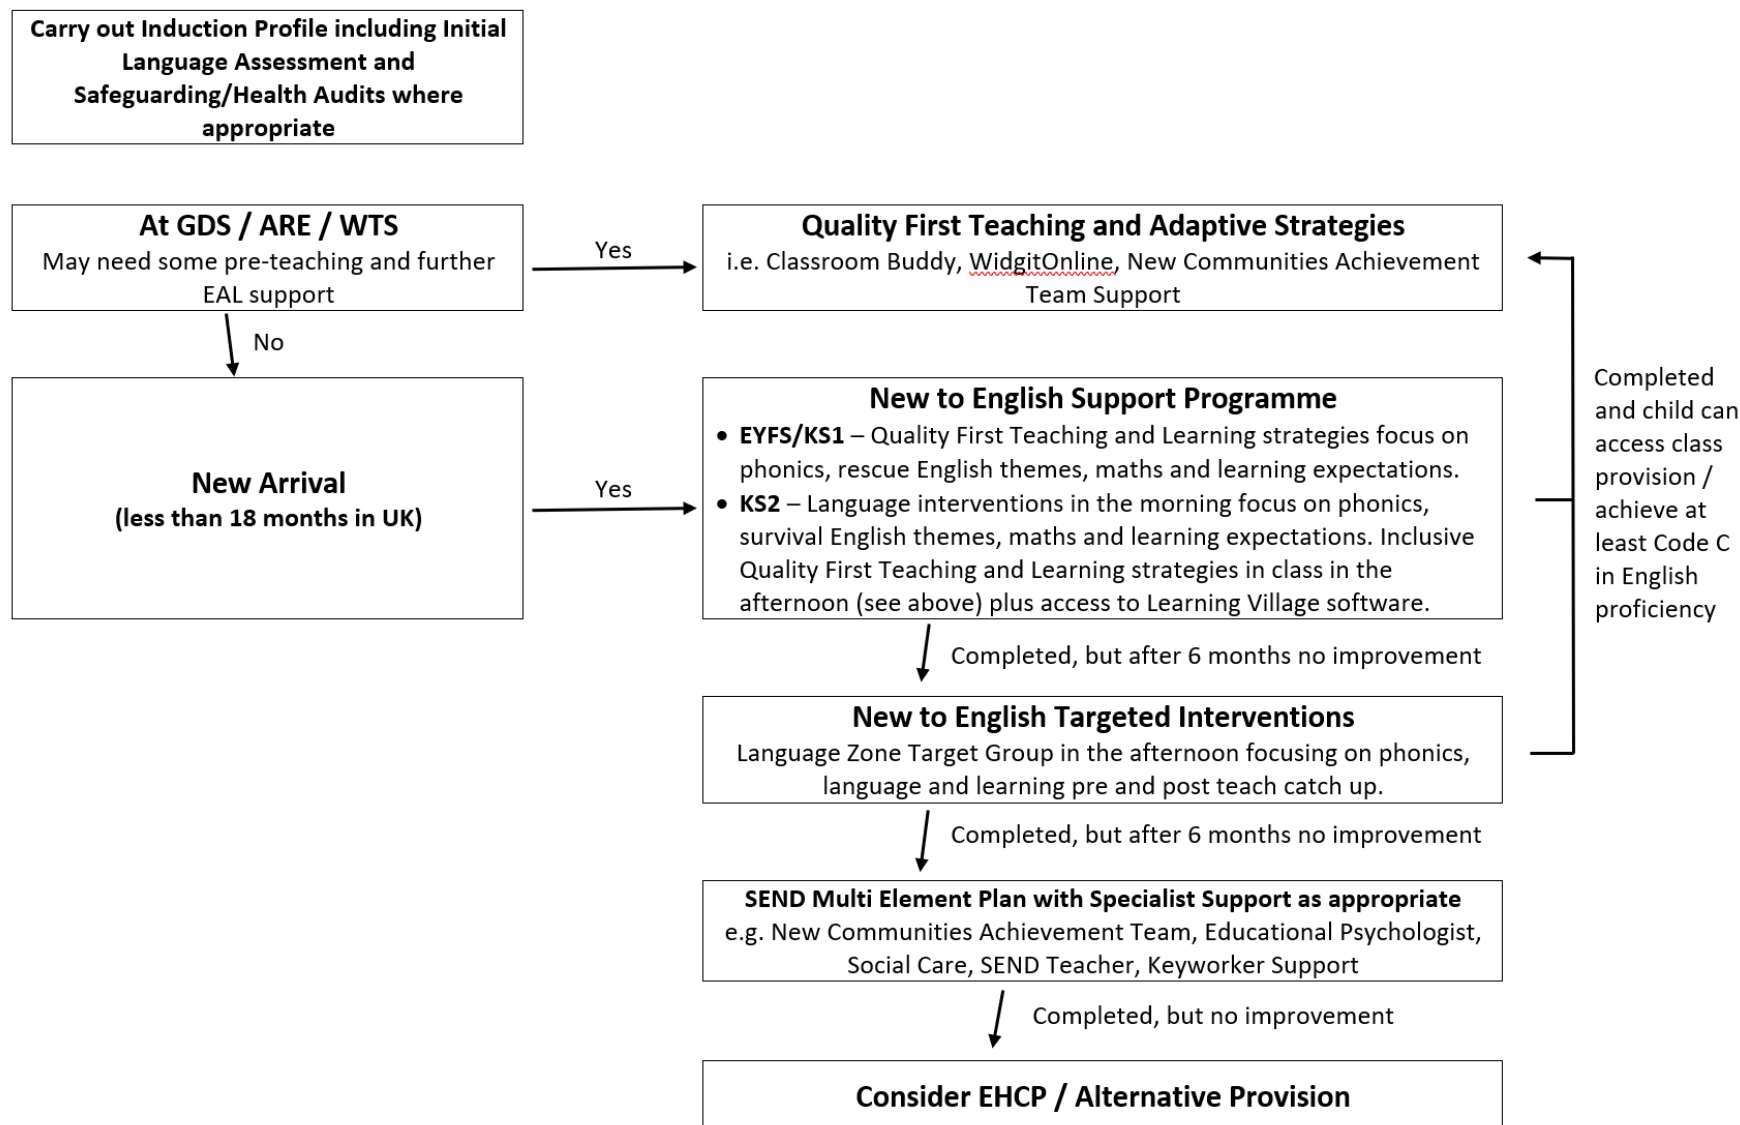 Carry out Induction Profile including Initial
Language Assessment and
Safeguarding/Health Audits where
appropriate
At GDS / ARE / WTS
May need some pre-teaching and further
EAL support
Yes
Quality First Teaching and Adaptive Strategies
i.e. Classroom Buddy, WidgitOnline, New Communities Achievement
Team Support
No
New Arrival
(less than 18 months in UK)
Yes
New to English Support Programme
• EYFS/KS1 – Quality First Teaching and Learning strategies focus on
phonics, rescue English themes, maths and learning expectations.
• KS2 – Language interventions in the morning focus on phonics,
survival English themes, maths and learning expectations. Inclusive
Quality First Teaching and Learning strategies in class in the
afternoon (see above) plus access to Learning Village software.
Completed
and child can
access class
provision /
achieve at
least Code C
in English
proficiency
Completed, but after 6 months no improvement
New to English Targeted Interventions
Language Zone Target Group in the afternoon focusing on phonics,
language and learning pre and post teach catch up.
Completed, but after 6 months no improvement
SEND Multi Element Plan with Specialist Support as appropriate
e.g. New Communities Achievement Team, Educational Psychologist,
Social Care, SEND Teacher, Keyworker Support
Completed, but no improvement
Consider EHCP / Alternative Provision